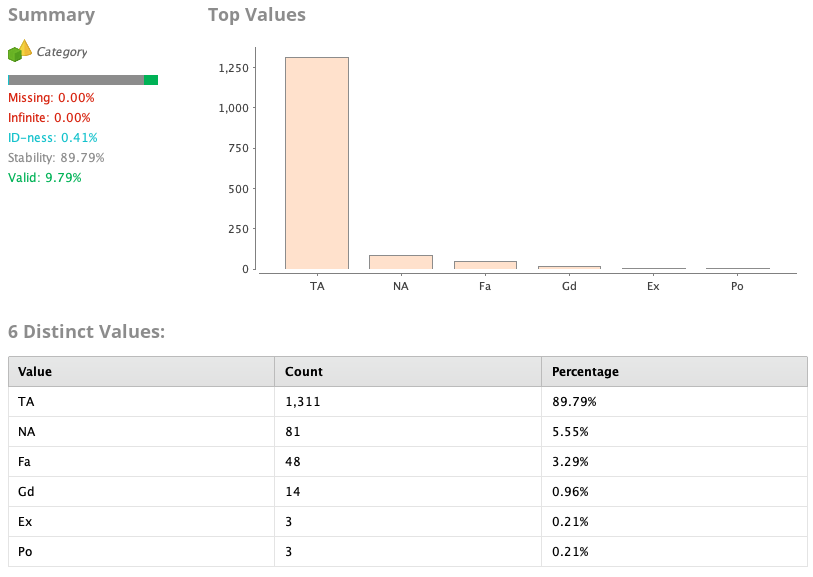 Summary
Category
Missing: 0.00%
Infinite: 0.00%
ID-ness: 0.41%
Stability: 89.79%
Valid: 9.79%
Top Values
1,250
1,000
750
500
250
0
TA NA Fa Gd Ex Po
6 Distinct Values:
Value Count Percentage
TA 1,311 89.79%
NA 81 5.55%
Fa 48 3.29%
Gd 14 0.96%
Ex 3 0.21%
Po 3 0.21%